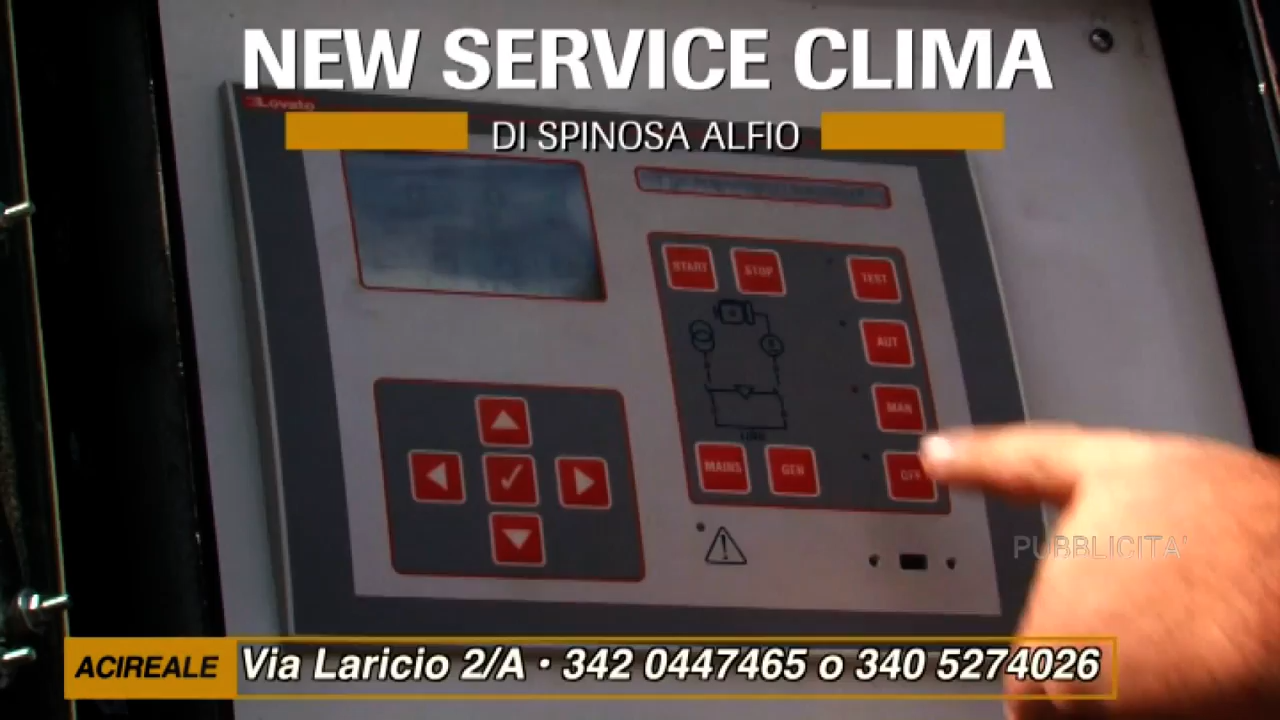 NEW SERVICE CLIMA
Lovato
DI SPINOSA ALFIO
START STOP TEST
AUT
MAN
MAINS GEN OFF
PUBBLICITA'
ACIREALE Via Laricio 2/A • 342 0447465 o 340 5274026